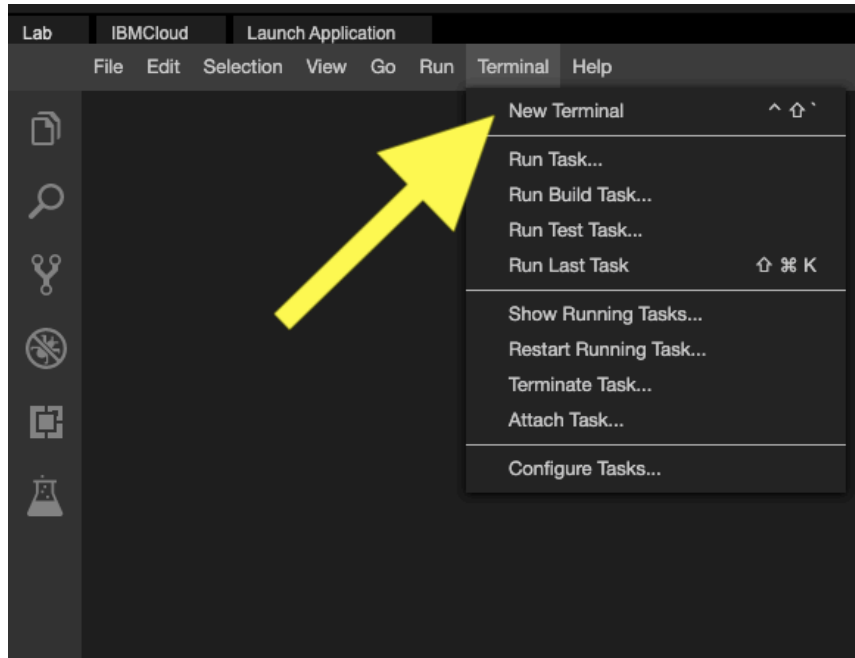 Lab IBMCloud Launch Application
File Edit Selection View Go Run Terminal Help
New Terminal ^ ⇧ `
Run Task...
Run Build Task...
Run Test Task...
Run Last Task ⇧ ⌘ K
Show Running Tasks...
Restart Running Task...
Terminate Task...
Attach Task...
Configure Tasks...